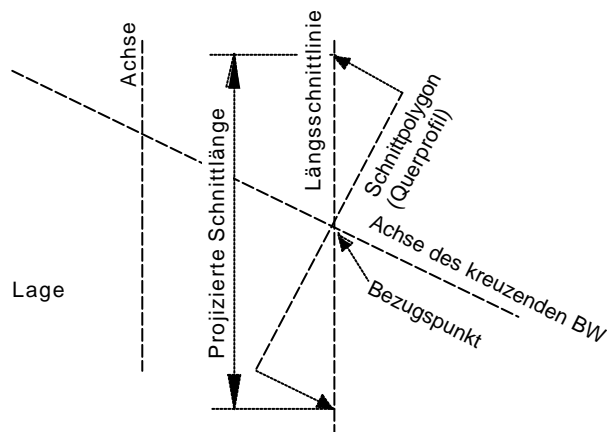 Achse
Projizierte Schnittlänge
Längsschnittlinie
Schnittpolygon
(Querprofil)
Achse des kreuzenden BW
Bezugspunkt
Lage